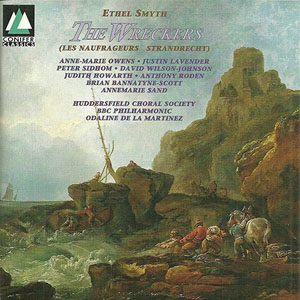 CONIFER
CLASSICS
ETHEL SMYTH
THE WRECKERS
(LES NAUFRAGEURS STRANDRECHT)
ANNE-MARIE OWENS • JUSTIN LAVENDER
PETER SIDHOM • DAVID WILSON-JOHNSON
JUDITH HOWARTH • ANTHONY RODEN
BRIAN BANNATYNE-SCOTT
ANNEMARIE SAND
HUDDERSFIELD CHORAL SOCIETY
BBC PHILHARMONIC
ODALINE DE LA MARTINEZ